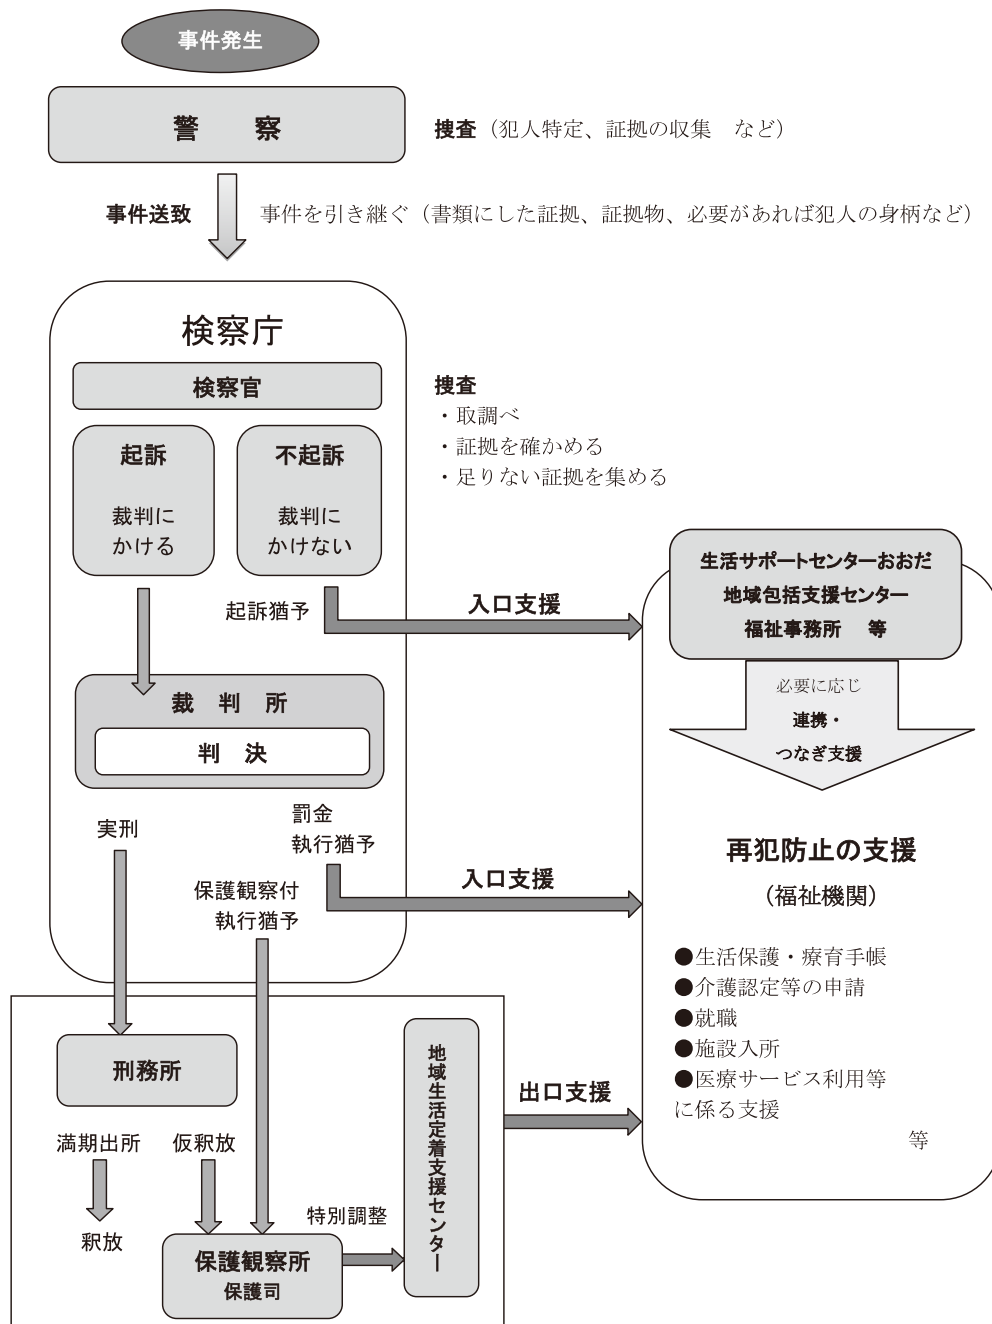 事件発生
警　察
捜査（犯人特定、証拠の収集　など）
事件送致　事件を引き継ぐ（書類にした証拠、証拠物、必要があれば犯人の身柄など）
検察庁
検察官
捜査
・取調べ
・証拠を確かめる
・足りない証拠を集める
起訴
裁判に
かける
不起訴
裁判に
かけない
起訴猶予
入口支援
生活サポートセンターおおだ
地域包括支援センター
福祉事務所　等
必要に応じ
連携・
つなぎ支援
裁　判　所
判　決
実刑
罰金
執行猶予
保護観察付
執行猶予
入口支援
再犯防止の支援
（福祉機関）
●生活保護・療育手帳
●介護認定等の申請
●就職
●施設入所
●医療サービス利用等
に係る支援
等
刑務所
満期出所
仮釈放
釈放
特別調整
保護観察所
保護司
地域生活定着支援センター
出口支援